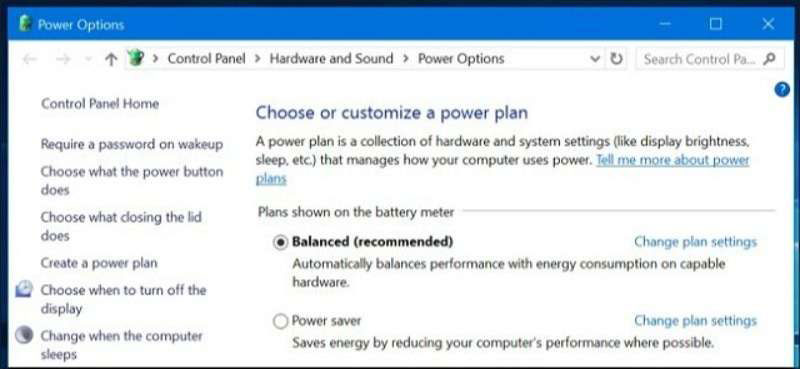 Power Options
Control Panel > Hardware and Sound > Power Options
Search Control Pa...
Control Panel Home
Require a password on wakeup
Choose what the power button
does
Choose what closing the lid
does
Create a power plan
Choose when to turn off the
display
Change when the computer
sleeps
?
Choose or customize a power plan
A power plan is a collection of hardware and system settings (like display brightness,
sleep, etc.) that manages how your computer uses power. Tell me more about power
plans
Plans shown on the battery meter
Balanced (recommended) Change plan settings
Automatically balances performance with energy consumption on capable
hardware.
Power saver Change plan settings
Saves energy by reducing your computer's performance where possible.